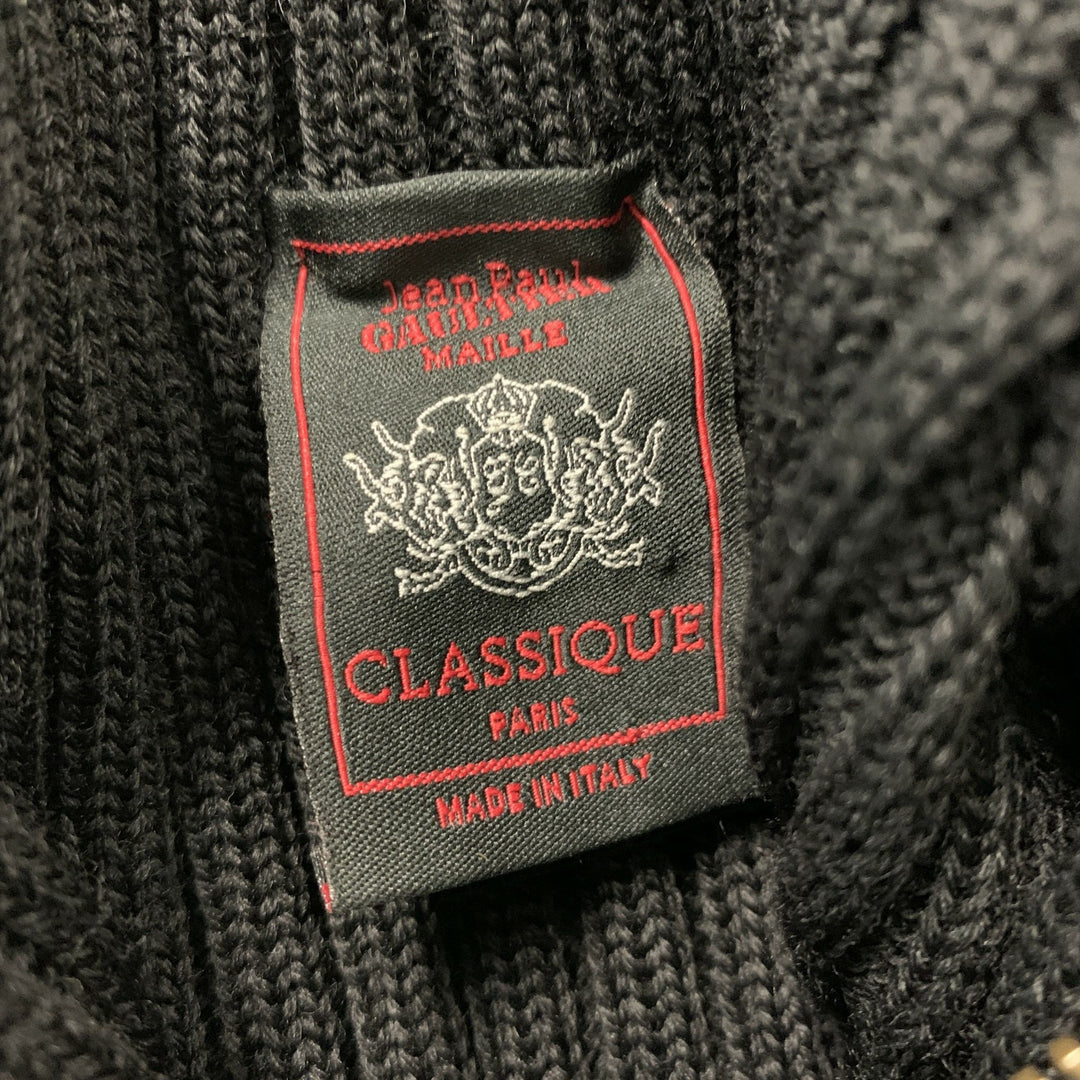 Jean Paul
GAULTIER
MAILLE
CLASSIQUE
PARIS
MADE IN ITALY